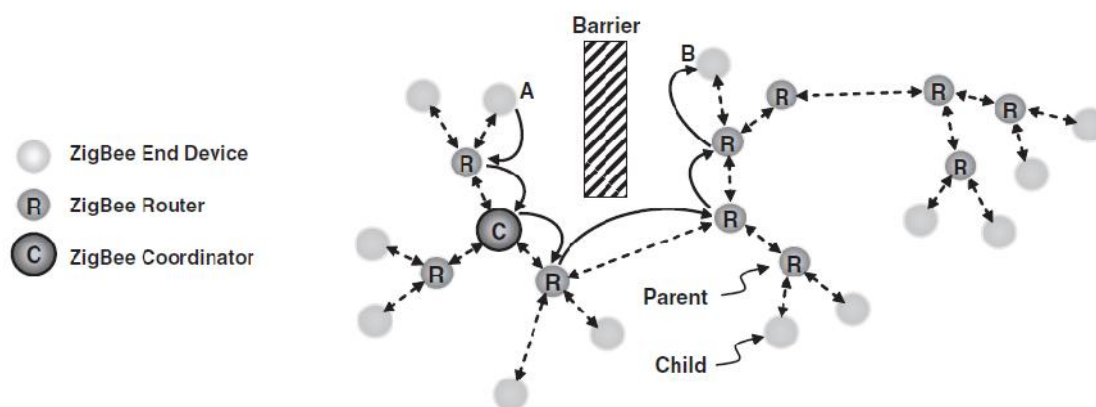 Barrier
B
A
R
R
R
R
R
ZigBee End Device
R
R
R ZigBee Router
R
C
C ZigBee Coordinator
R
R
R
Parent
Child